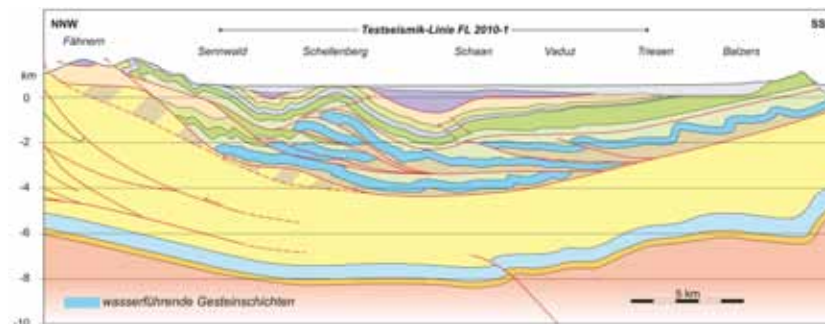 NNW
Testseismik-Linie FL 2010-1
SS
Fähnern
Sennwald
Schellenberg
Schaan
Vaduz
Triesen
Balzers
km
0
-2
-4
-6
-8
-10
wasserführende Gesteinschichten
5 km